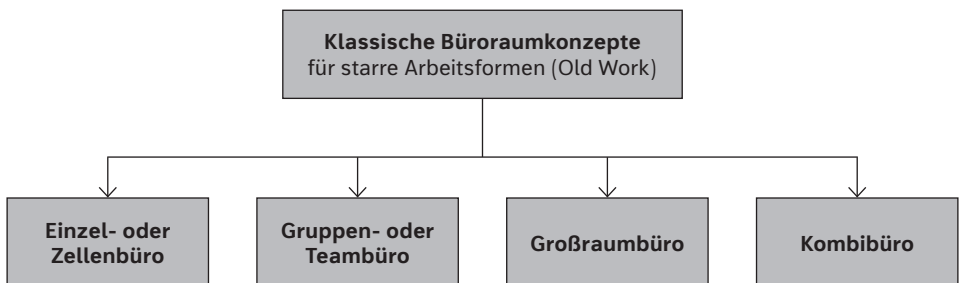 Klassische Büroraumkonzepte
für starre Arbeitsformen (Old Work)
Einzel- oder
Zellenbüro
Gruppen- oder
Teambüro
Großraumbüro
Kombibüro